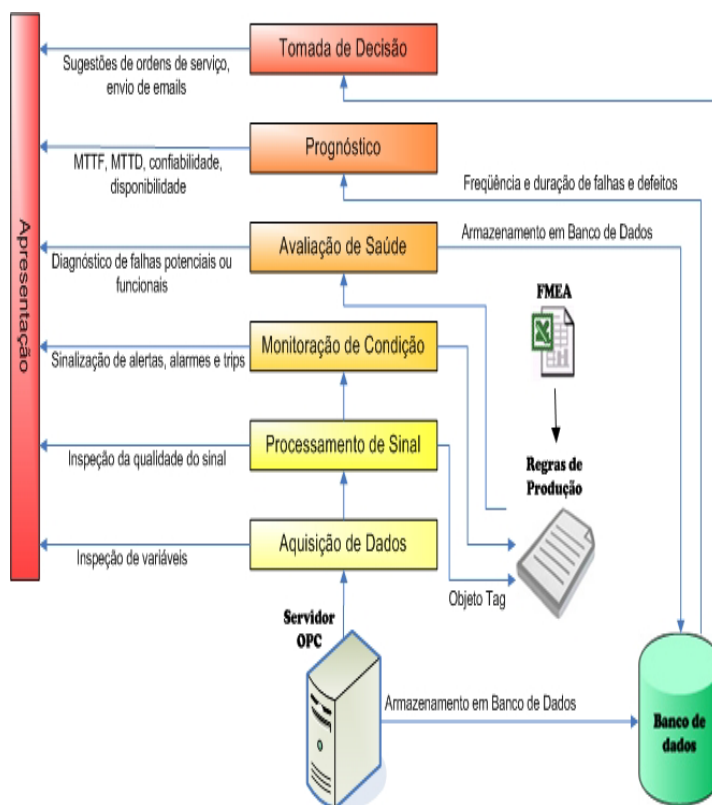 Tomada de Decisão
Sugestões de ordens de serviço,
envio de emails
Prognóstico
MTTF, MTTD, confiabilidade,
disponibilidade
Freqüência e duração de falhas e defeitos
Avaliação de Saúde
Armazenamento em Banco de Dados
Diagnóstico de falhas potenciais ou
funcionais
Apresentação
FMEA
Monitoração de Condição
Sinalização de alertas, alarmes e trips
Processamento de Sinal
Inspeção da qualidade do sinal
Regras de
Produção
Aquisição de Dados
Inspeção de variáveis
Objeto Tag
Servidor
OPC
Armazenamento em Banco de Dados
Banco de
dados